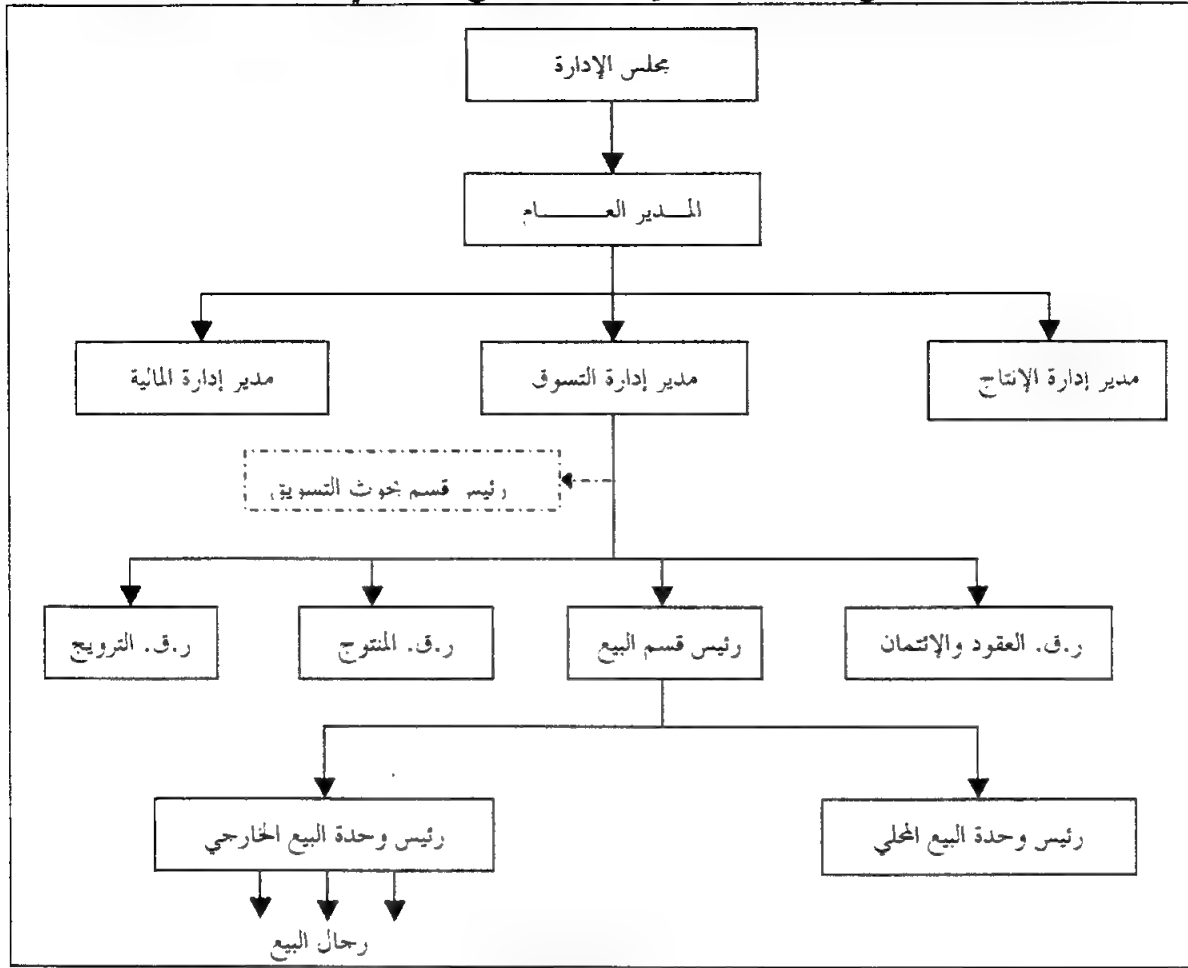 مجلس الإدارة
المدير العام
مدير إدارة الإنتاج
مدير إدارة التسوق
مدير إدارة المالية
رئيس قسم بحوث التسويق
ر.ق. العقود والإئتمان
رئيس قسم البيع
ر.ق. المنتوج
ر.ق. الترويج
رئيس وحدة البيع المحلي
رئيس وحدة البيع الخارجي
رجال البيع